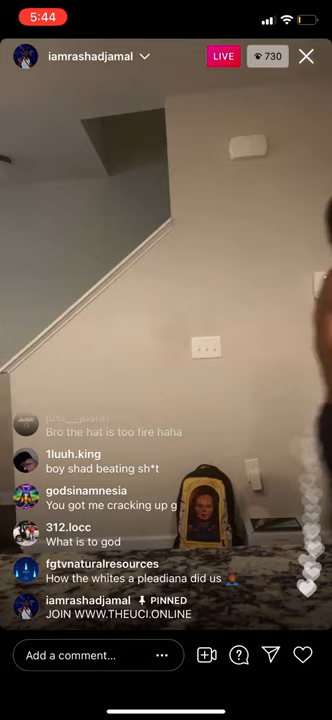 5:44
iamrashadjamal
LIVE
730
Bro the hat is too fire haha
1luuh.king
boy shad beating sh*t
godsinamnesia
You got me cracking up g
312.locc
What is to god
fgtvnaturalresources
How the whites a pleadiana did us
iamrashadjamal PINNED
JOIN WWW.THEUCI.ONLINE
Add a comment...